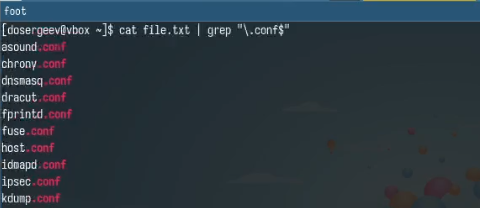 foot
[dosergeev@vbox ~]$ cat file.txt | grep "\.conf$"
asound.conf
chrony.conf
dnsmasq.conf
dracut.conf
fprintd.conf
fuse.conf
host.conf
idmapd.conf
ipsec.conf
kdump.conf